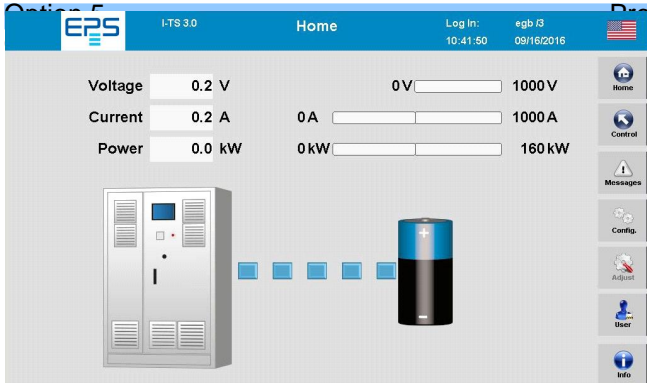 Option 5
EPS I-TS 3.0 Home Log In: egb /3
10:41:50 09/16/2016
Voltage 0.2 V 0 V 1000 V
Current 0.2 A 0 A 1000 A
Power 0.0 kW 0 kW 160 kW
Home
Control
Messages
Config.
Adjust
User
Info